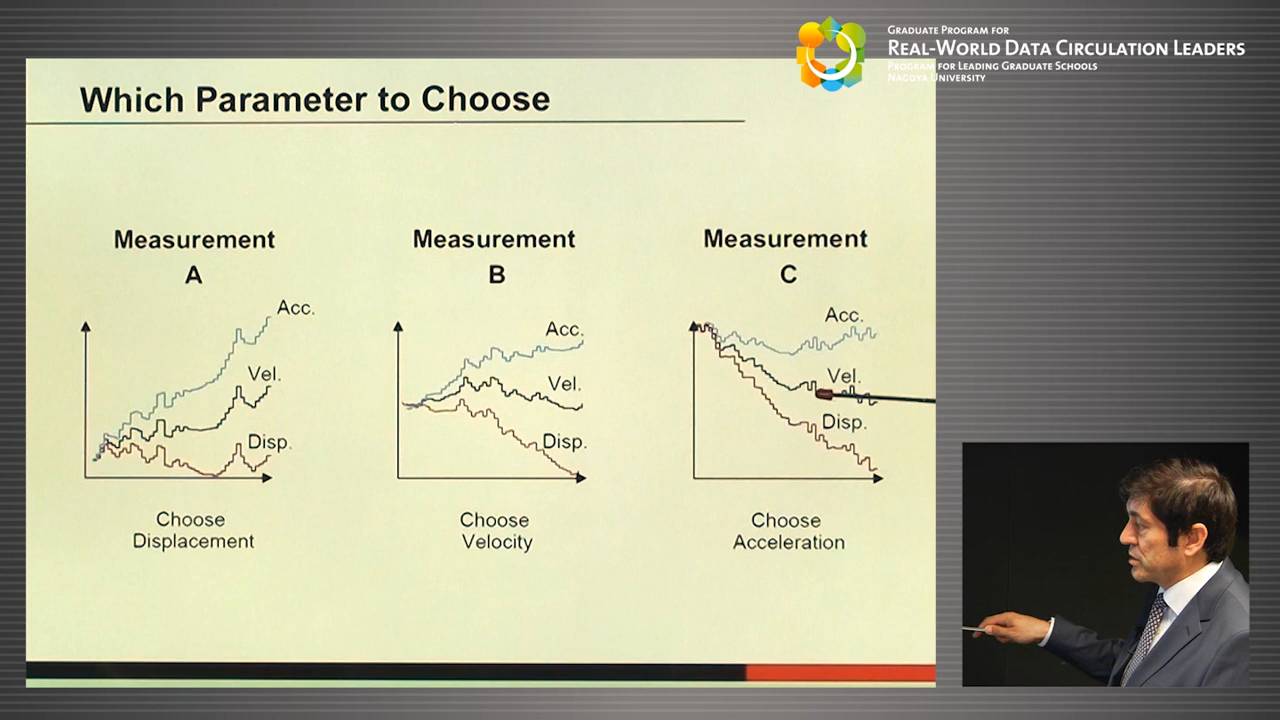 GRADUATE PROGRAM FOR
REAL-WORLD DATA CIRCULATION LEADERS
PROGRAM FOR LEADING GRADUATE SCHOOLS
NAGOYA UNIVERSITY
Which Parameter to Choose
Measurement
A
Acc.
Vel.
Disp.
Choose
Displacement
Measurement
B
Acc.
Vel.
Disp.
Choose
Velocity
Measurement
C
Acc.
Vel.
Disp.
Choose
Acceleration